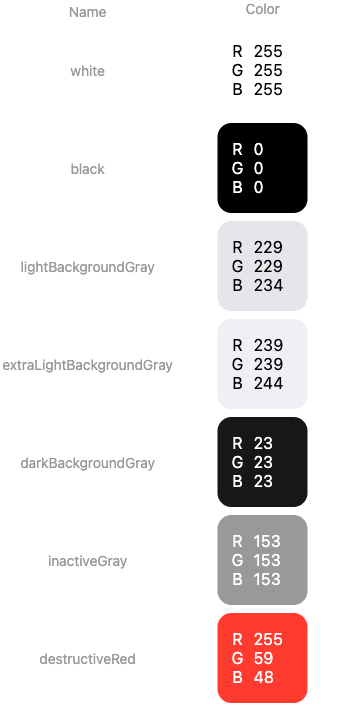 Name Color
white
R 255
G 255
B 255
black
R 0
G 0
B 0
lightBackgroundGray
R 229
G 229
B 234
extraLightBackgroundGray
R 239
G 239
B 244
darkBackgroundGray
R 23
G 23
B 23
inactiveGray
R 153
G 153
B 153
destructiveRed
R 255
G 59
B 48